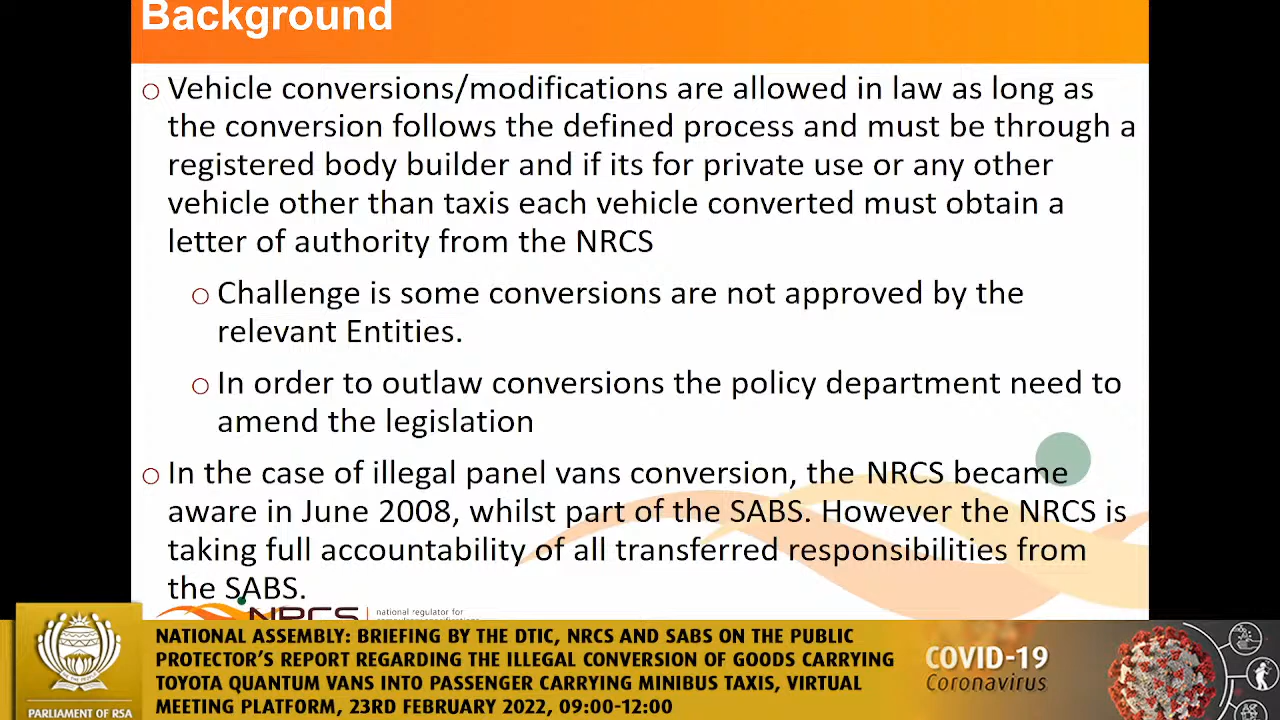 Background
○ Vehicle conversions/modifications are allowed in law as long as
the conversion follows the defined process and must be through a
registered body builder and if its for private use or any other
vehicle other than taxis each vehicle converted must obtain a
letter of authority from the NRCS
○ Challenge is some conversions are not approved by the
relevant Entities.
○ In order to outlaw conversions the policy department need to
amend the legislation
○ In the case of illegal panel vans conversion, the NRCS became
aware in June 2008, whilst part of the SABS. However the NRCS is
taking full accountability of all transferred responsibilities from
the SABS.
NRCS
national regulator for
NATIONAL ASSEMBLY: BRIEFING BY THE DTIC, NRCS AND SABS ON THE PUBLIC
PROTECTOR'S REPORT REGARDING THE ILLEGAL CONVERSION OF GOODS CARRYING
TOYOTA QUANTUM VANS INTO PASSENGER CARRYING MINIBUS TAXIS, VIRTUAL
MEETING PLATFORM, 23RD FEBRUARY 2022, 09:00-12:00
PARLIAMENT OF RSA
COVID-19
Coronavirus